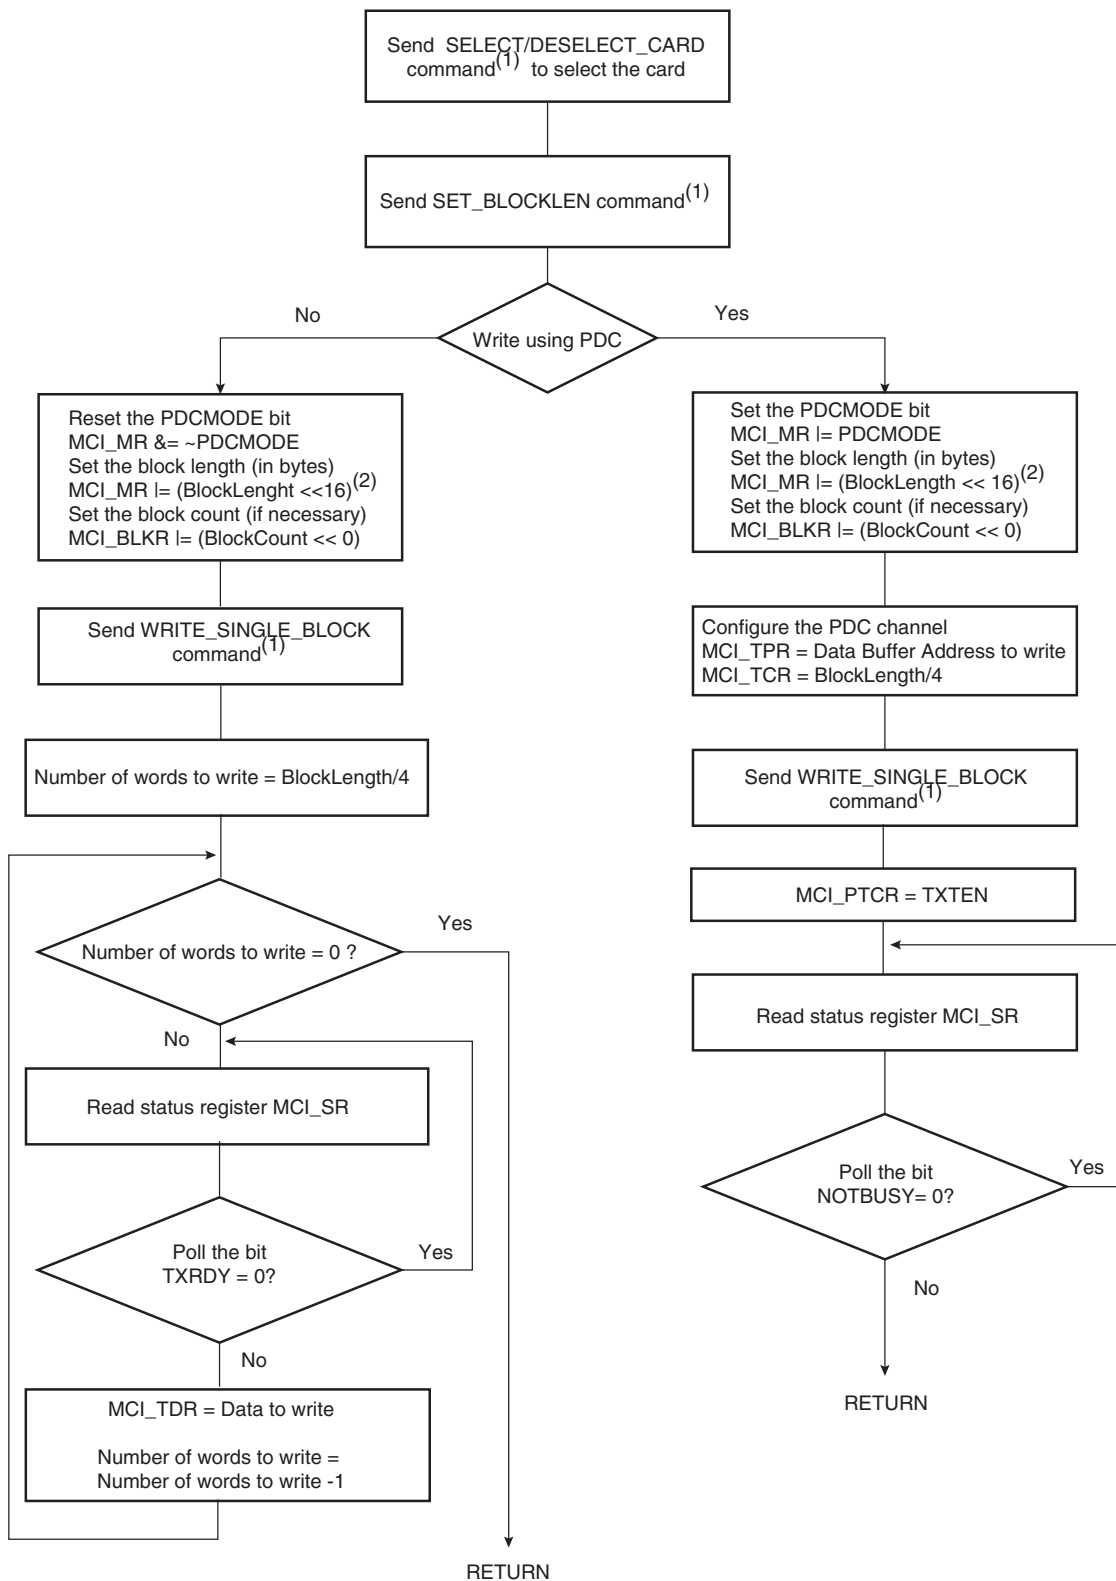 Send SELECT/DESELECT_CARD
command(1) to select the card
Send SET_BLOCKLEN command(1)
No
Yes
Write using PDC
Reset the PDCMODE bit
MCI_MR &= ~PDCMODE
Set the block length (in bytes)
MCI_MR |= (BlockLenght <<16)(2)
Set the block count (if necessary)
MCI_BLKR |= (BlockCount << 0)
Send WRITE_SINGLE_BLOCK
command(1)
Number of words to write = BlockLength/4
Number of words to write = 0 ?
Yes
No
Read status register MCI_SR
Poll the bit
TXRDY = 0?
Yes
No
MCI_TDR = Data to write
Number of words to write =
Number of words to write -1
RETURN
Set the PDCMODE bit
MCI_MR |= PDCMODE
Set the block length (in bytes)
MCI_MR |= (BlockLength << 16)(2)
Set the block count (if necessary)
MCI_BLKR |= (BlockCount << 0)
Configure the PDC channel
MCI_TPR = Data Buffer Address to write
MCI_TCR = BlockLength/4
Send WRITE_SINGLE_BLOCK
command(1)
MCI_PTCR = TXTEN
Read status register MCI_SR
Poll the bit
NOTBUSY= 0?
Yes
No
RETURN